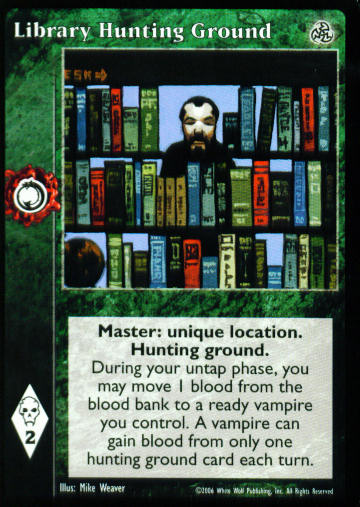 Library Hunting Ground
ESK
Master: unique location.
Hunting ground.
During your untap phase, you
may move 1 blood from the
blood bank to a ready vampire
you control. A vampire can
gain blood from only one
hunting ground card each turn.
2
Illus: Mike Weaver
©2006 White Wolf Publishing, Inc. All Rights Reserved